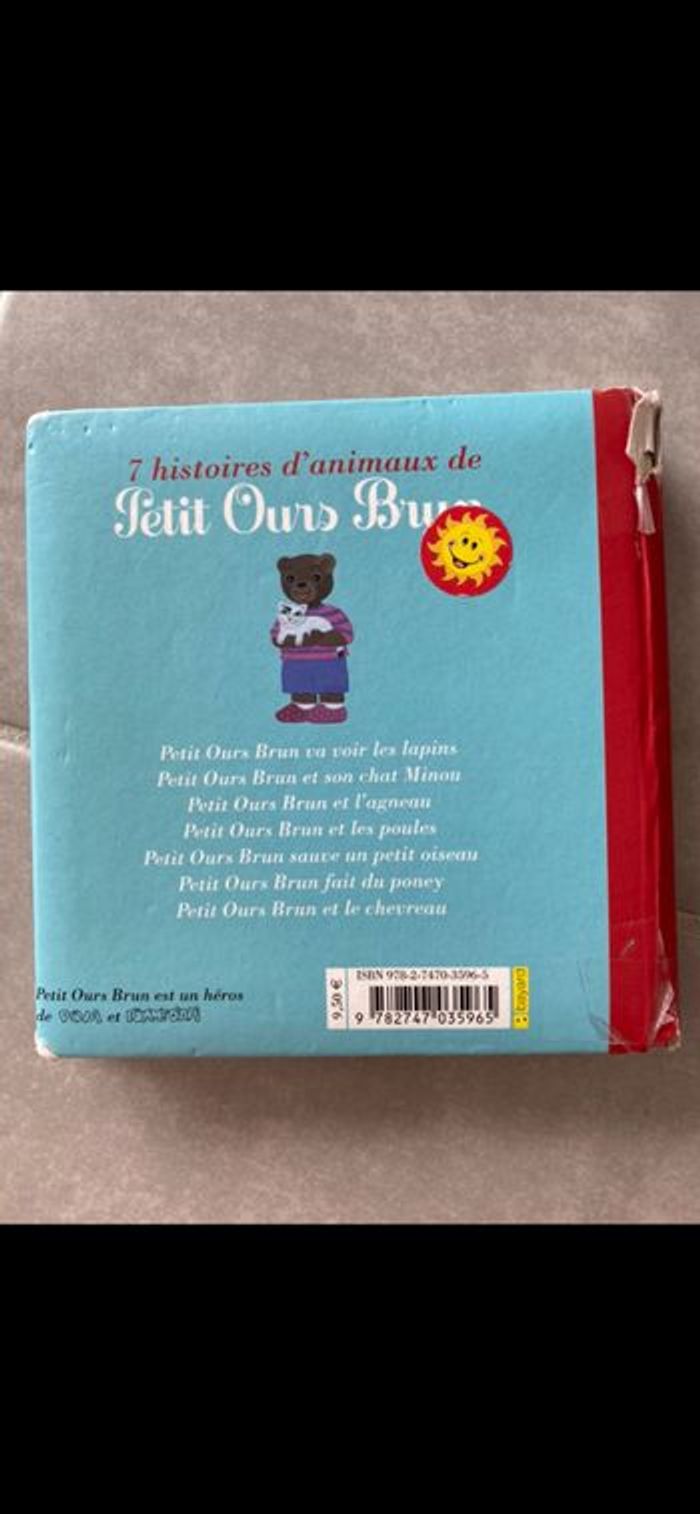 7 histoires d'animaux de
Petit Ours Brun
Petit Ours Brun va voir les lapins
Petit Ours Brun et son chat Minou
Petit Ours Brun et l'agneau
Petit Ours Brun et les poules
Petit Ours Brun sauve un petit oiseau
Petit Ours Brun fait du poney
Petit Ours Brun et le chevreau
Petit Ours Brun est un héros
de et
9,50 €
ISBN 978-2-7470-3596-5
9 782747 035965
bayard